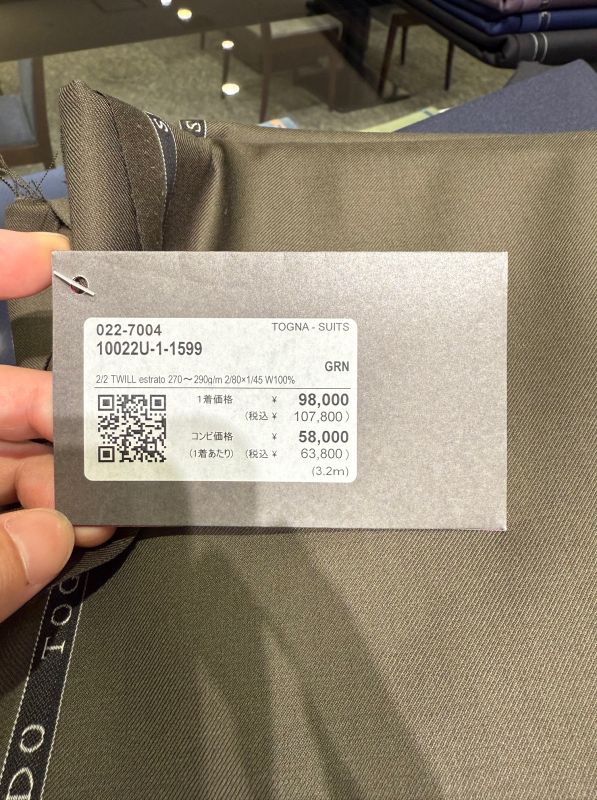 022-7004
TOGNA - SUITS
10022U-1-1599
GRN
2/2 TWILL estrato 270〜290g/m 2/80×1/45 W100%
1着価格 ¥ 98,000
(税込 ¥ 107,800)
コンビ価格 ¥ 58,000
(1着あたり) (税込 ¥ 63,800)
(3.2m)
DO TOG